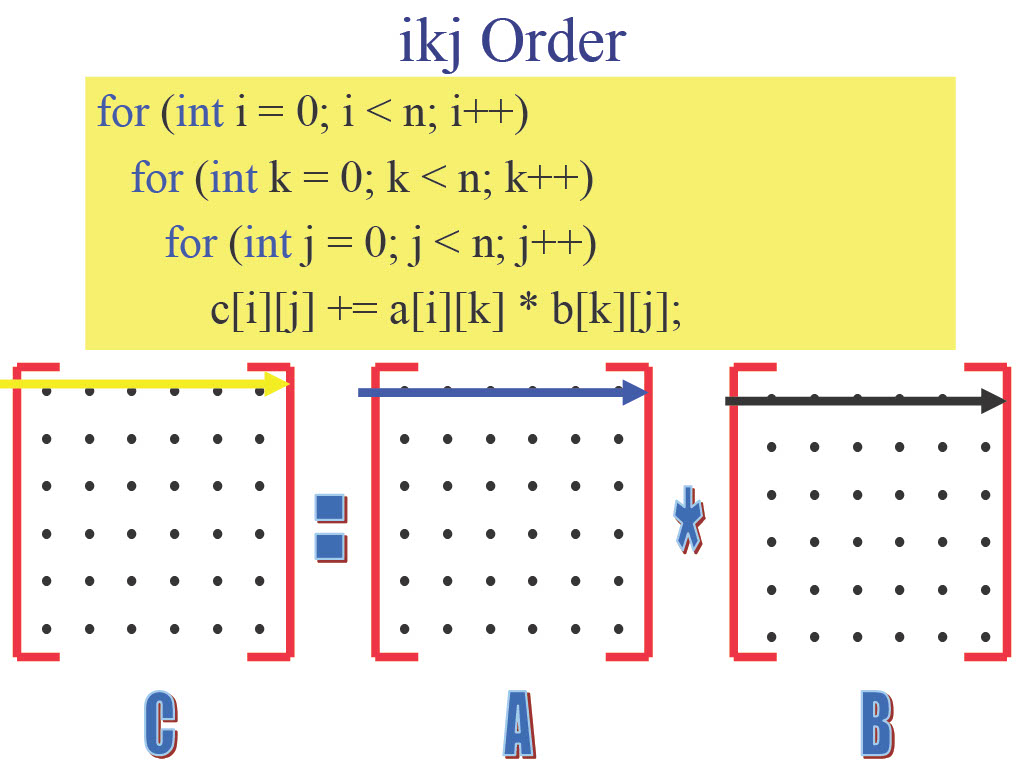 ikj Order
for (int i = 0; i < n; i++)
for (int k = 0; k < n; k++)
for (int j = 0; j < n; j++)
c[i][j] += a[i][k] * b[k][j];
= *
C A B